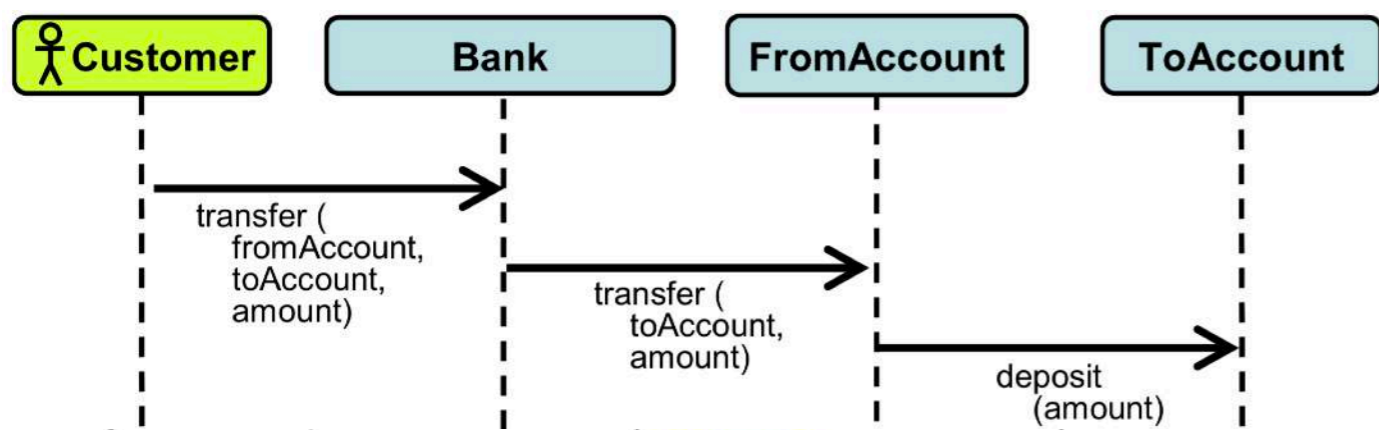 Customer
Bank
FromAccount
ToAccount
transfer (
fromAccount,
toAccount,
amount)
transfer (
toAccount,
amount)
deposit
(amount)